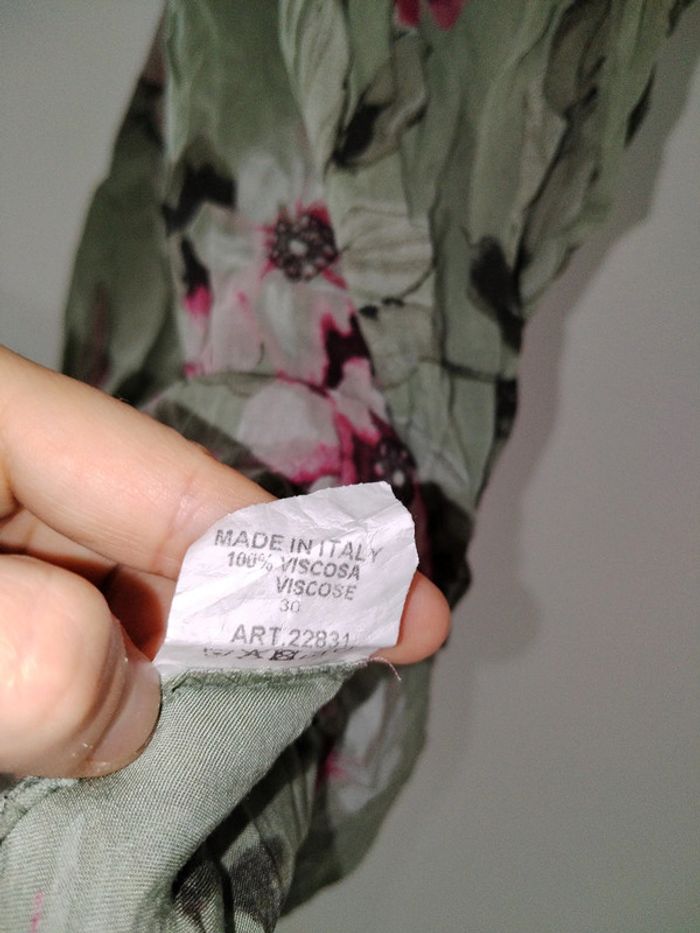 MADE IN ITALY
100% VISCOSA
VISCOSE
30
ART.22831